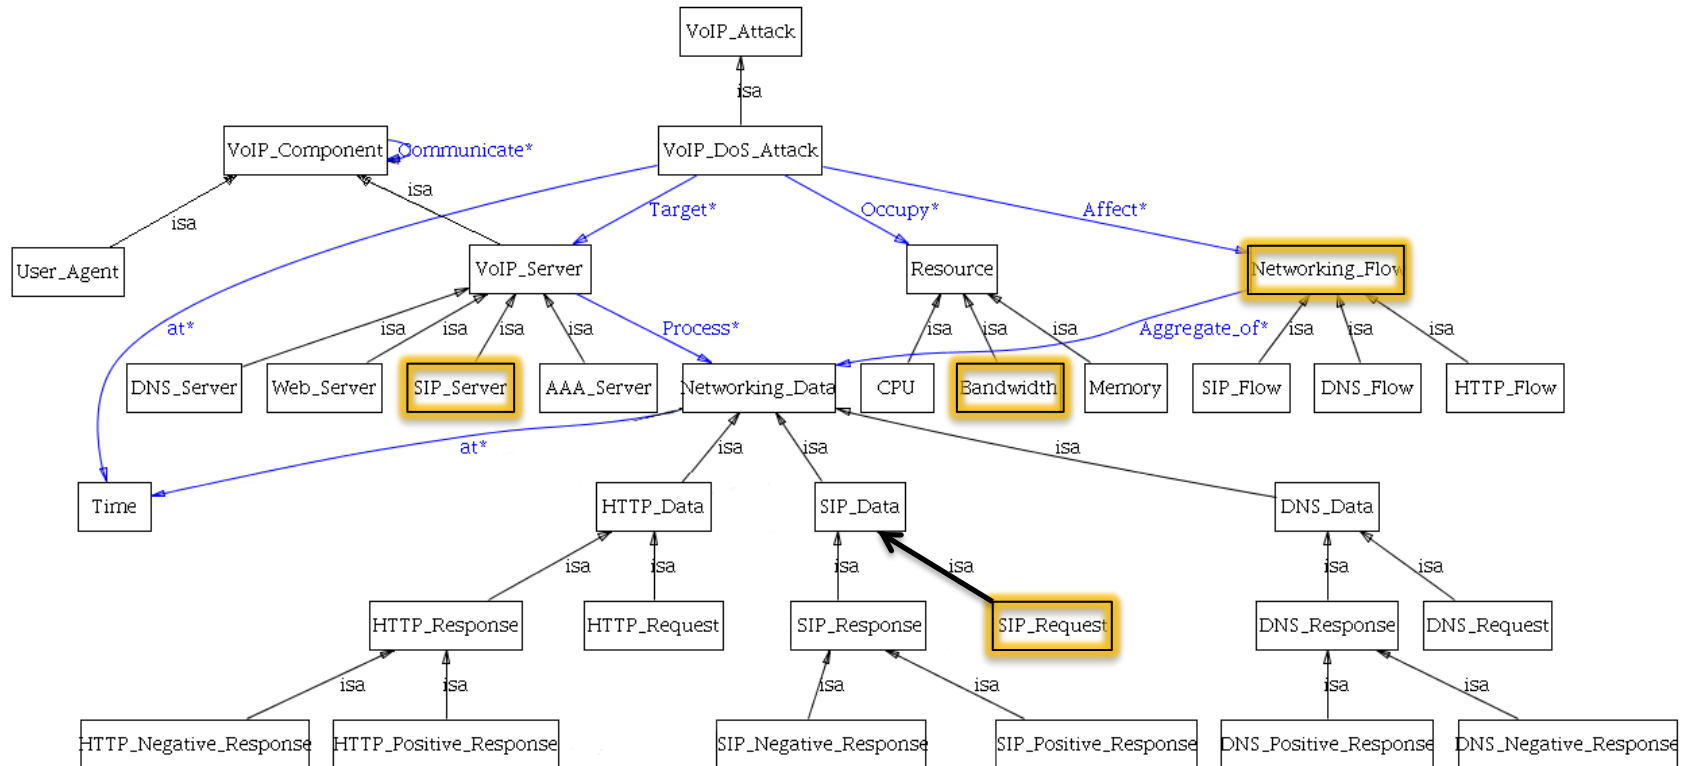 VoIP_Attack
isa
VoIP_Component
Communicate*
VoIP_DoS_Attack
isa
isa
Target*
Occupy*
Affect*
User_Agent
VoIP_Server
Resource
Networking_Flow
at*
isa
isa
isa
isa
Process*
isa
isa
isa
Aggregate_of*
isa
isa
isa
DNS_Server
Web_Server
SIP_Server
AAA_Server
Networking_Data
CPU
Bandwidth
Memory
SIP_Flow
DNS_Flow
HTTP_Flow
at*
isa
isa
isa
Time
HTTP_Data
SIP_Data
DNS_Data
isa
isa
isa
isa
isa
isa
HTTP_Response
HTTP_Request
SIP_Response
SIP_Request
DNS_Response
DNS_Request
isa
isa
isa
isa
isa
isa
HTTP_Negative_Response
HTTP_Positive_Response
SIP_Negative_Response
SIP_Positive_Response
DNS_Positive_Response
DNS_Negative_Response